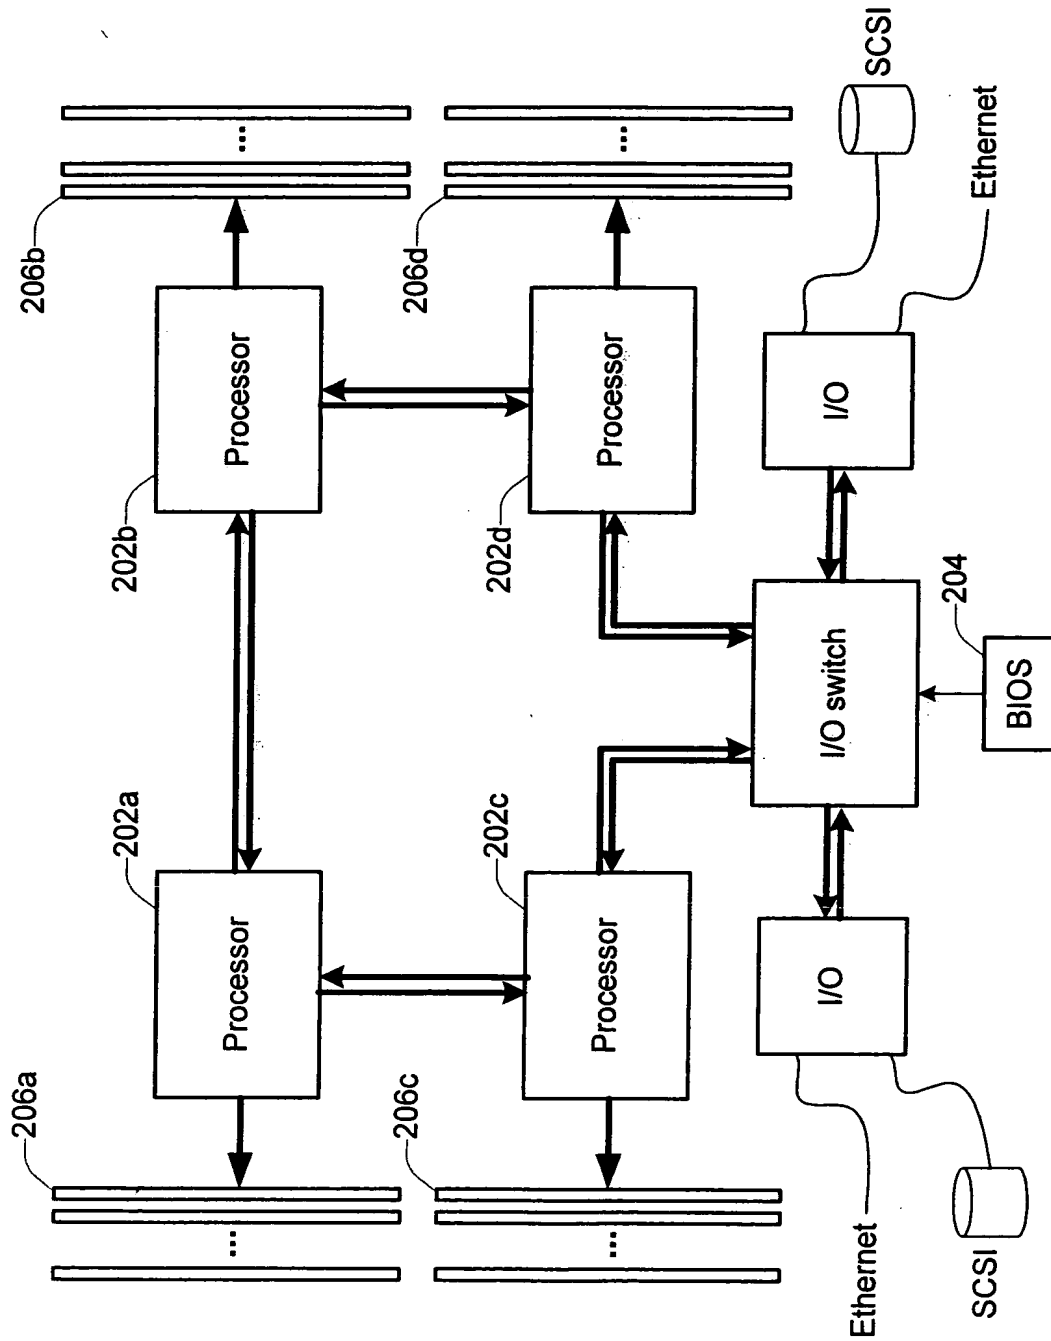 206a
202a
202b
206b
Processor
Processor
...
...
206c
202c
202d
206d
Processor
Processor
...
...
I/O
I/O switch
I/O
Ethernet
SCSI
SCSI
Ethernet
204
BIOS